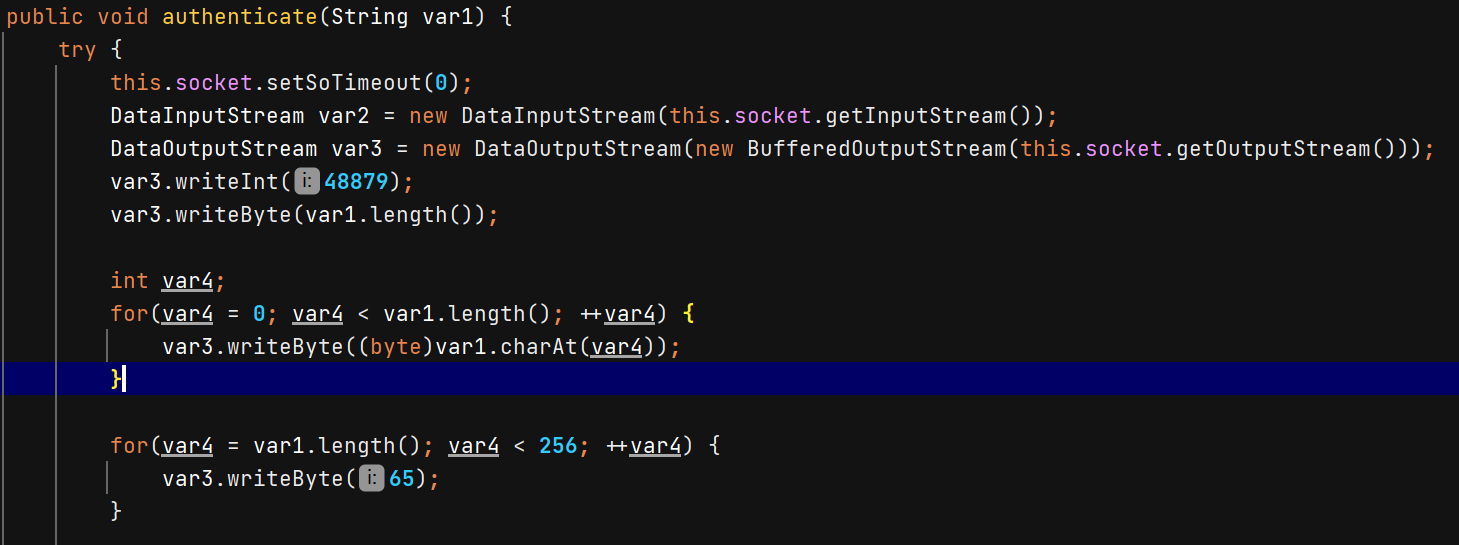 public void authenticate(String var1) {
    try {
        this.socket.setSoTimeout(0);
        DataInputStream var2 = new DataInputStream(this.socket.getInputStream());
        DataOutputStream var3 = new DataOutputStream(new BufferedOutputStream(this.socket.getOutputStream()));
        var3.writeInt(i: 48879);
        var3.writeByte(var1.length());

        int var4;
        for(var4 = 0; var4 < var1.length(); ++var4) {
            var3.writeByte((byte)var1.charAt(var4));
        }

        for(var4 = var1.length(); var4 < 256; ++var4) {
            var3.writeByte(i: 65);
        }